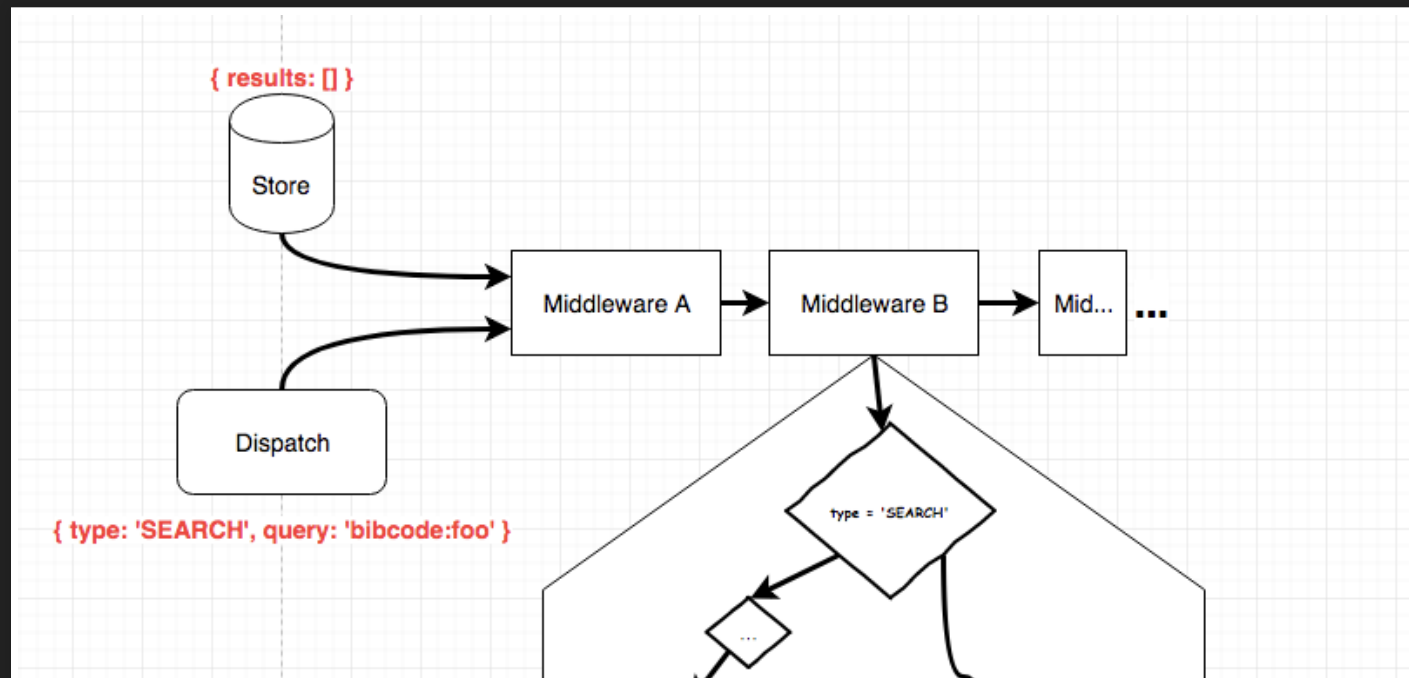 { results: [] }
Store
Middleware A
Middleware B
Mid...
...
Dispatch
type = 'SEARCH'
{ type: 'SEARCH', query: 'bibcode:foo' }
...